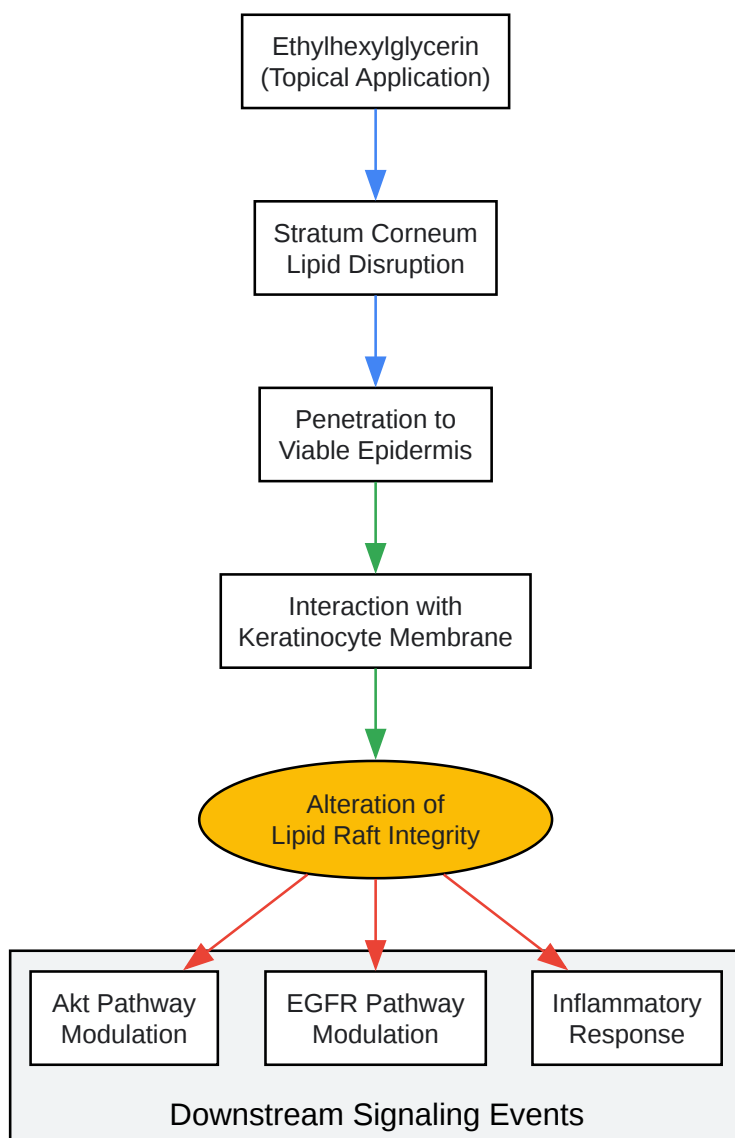 Ethylhexylglycerin
(Topical Application)
Stratum Corneum
Lipid Disruption
Penetration to
Viable Epidermis
Interaction with
Keratinocyte Membrane
Alteration of
Lipid Raft Integrity
Akt Pathway
Modulation
EGFR Pathway
Modulation
Inflammatory
Response
Downstream Signaling Events